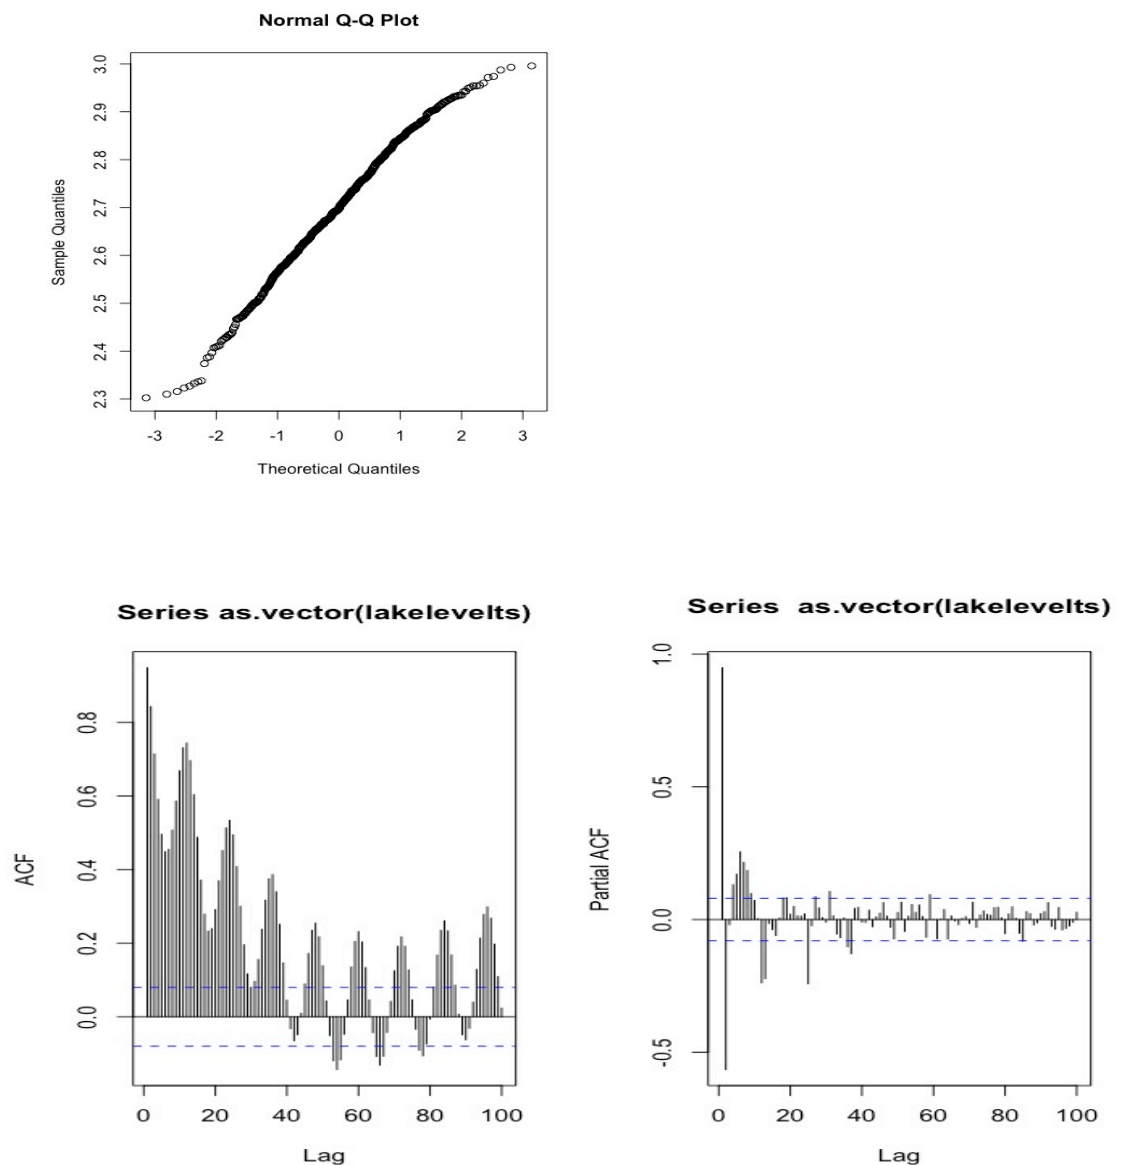 Normal Q-Q Plot
Sample Quantiles
3.0
2.9
2.8
2.7
2.6
2.5
2.4
2.3
-3 -2 -1 0 1 2 3
Theoretical Quantiles
Series as.vector(lakelevelts)
ACF
0.8
0.6
0.4
0.2
0.0
0 20 40 60 80 100
Lag
Series as.vector(lakelevelts)
Partial ACF
1.0
0.5
0.0
-0.5
0 20 40 60 80 100
Lag